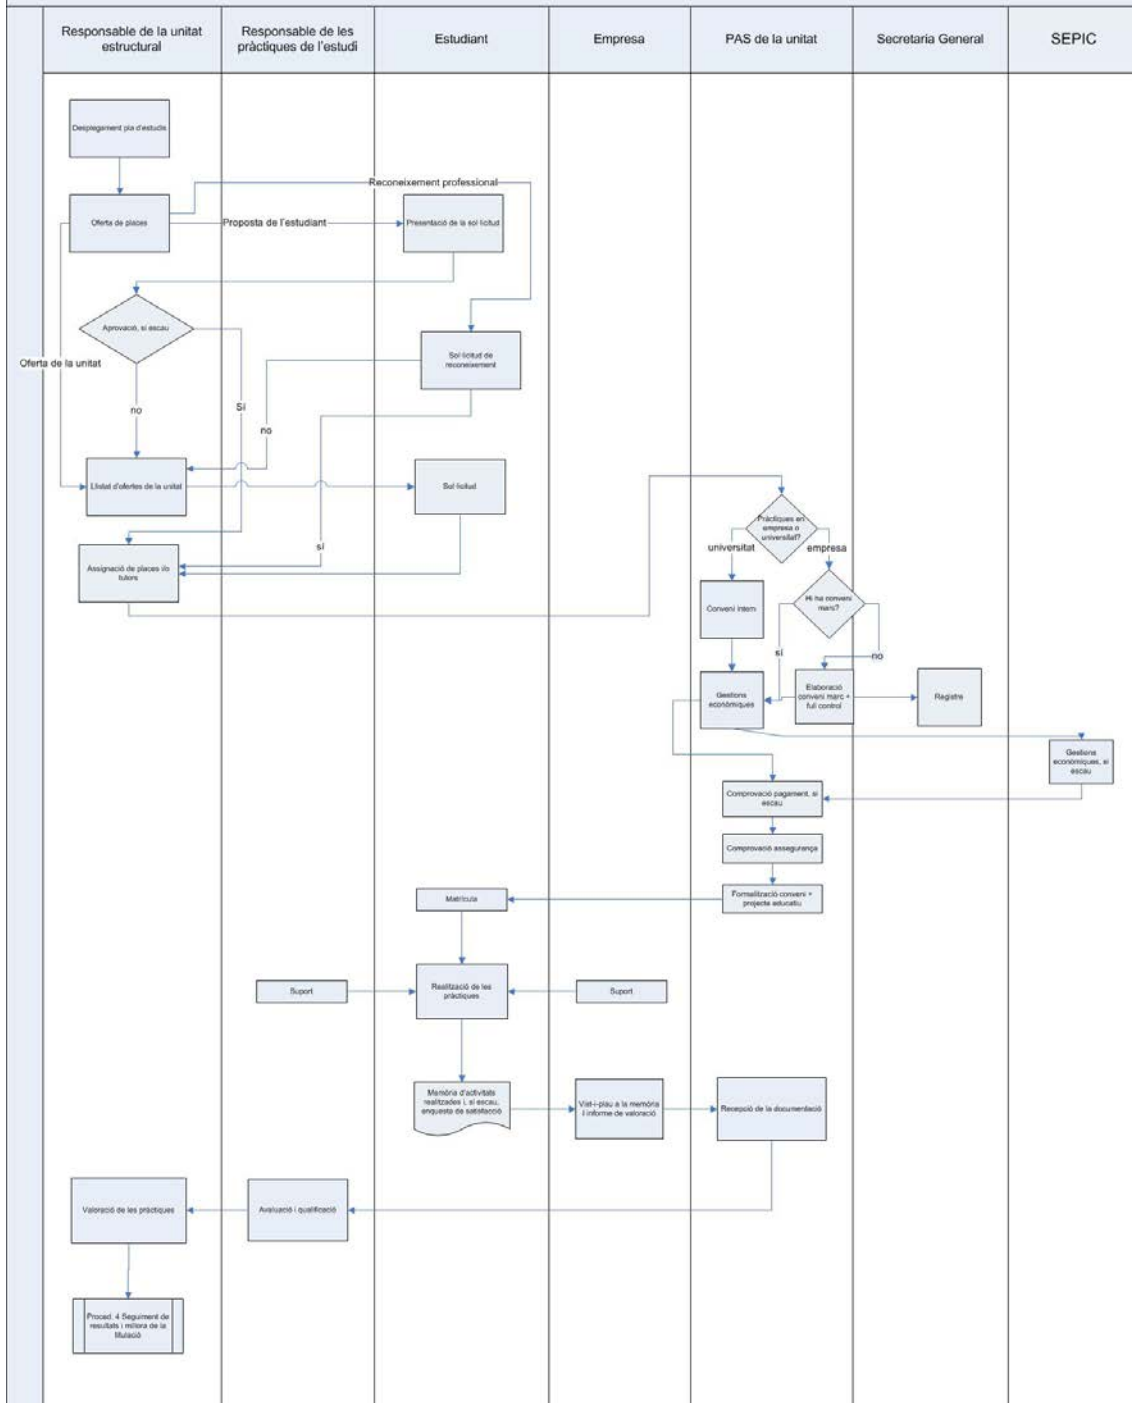 Responsable de la unitat
estructural
Responsable de les
pràctiques de l'estudi
Estudiant
Empresa
PAS de la unitat
Secretaria General
SEPIC
Desplegament pla d'estudis
Reconeixement professional
Oferta de places
Proposta de l'estudiant
Presentació de la sol·licitud
Aprovació, si escau
Oferta de la unitat
Sol·licitud de
reconeixement
no
Sí
no
Llistat d'ofertes de la unitat
Sol·licitud
Pràctiques en
empresa o
universitat?
universitat
empresa
sí
Assignació de places i/o
tutors
Conveni intern
Hi ha conveni
marc?
sí
no
Gestions
econòmiques
Elaboració
conveni marc +
full control
Registre
Gestions
econòmiques, si
escau
Comprovació pagament, si
escau
Comprovació assegurança
Formalització conveni +
projecte educatiu
Matrícula
Suport
Realització de les
pràctiques
Suport
Memòria d'activitats
realitzades i, si escau,
enquesta de satisfacció
Vist-i-plau a la memòria
i informe de valoració
Recepció de la documentació
Valoració de les pràctiques
Avaluació i qualificació
Proced. 4 Seguiment de
resultats i millora de la
titulació